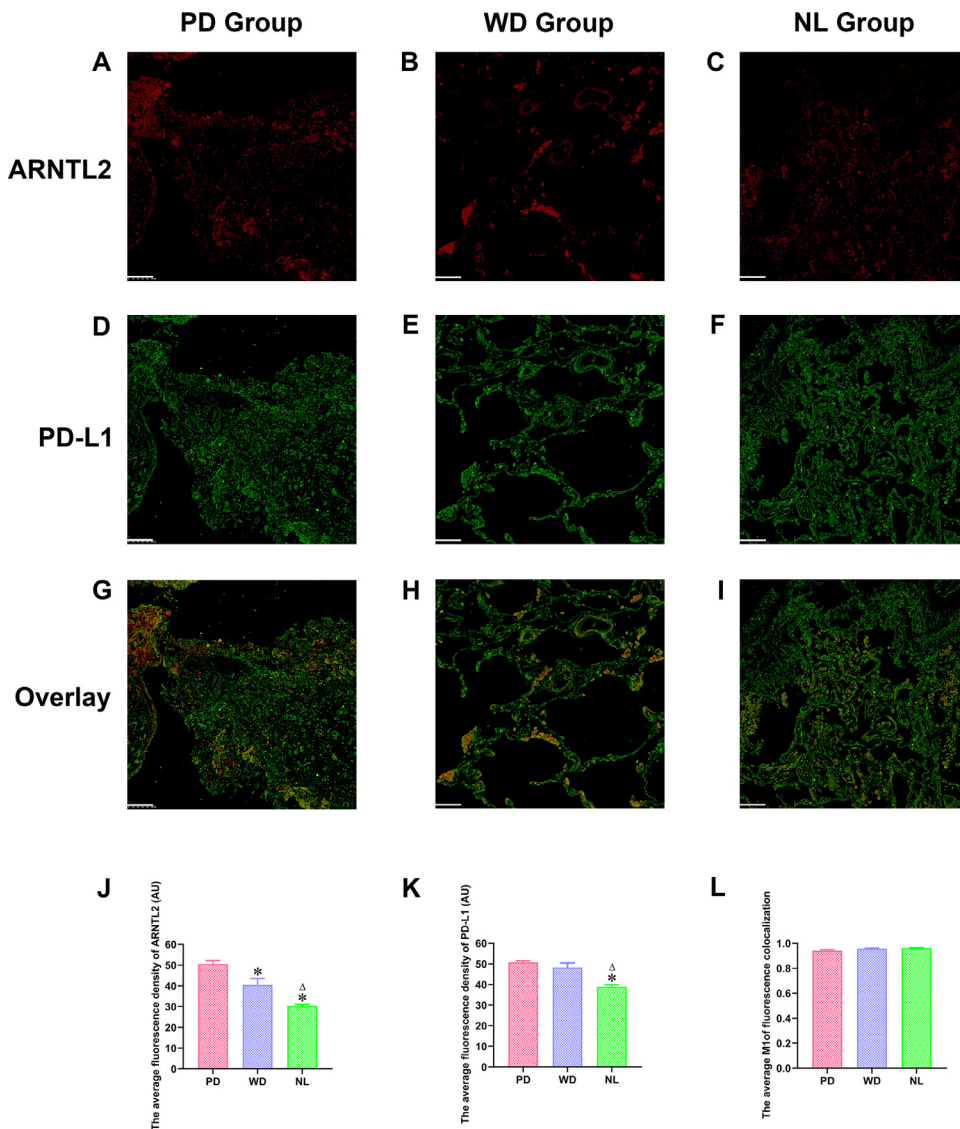 PD Group WD Group NL Group
A B C
ARNTL2
D E F
PD-L1
G H I
Overlay
J
The average fluorescence density of ARNTL2 (AU)
60
50
40
30
20
10
0
*
Δ
*
PD WD NL
K
The average fluorescence density of PD-L1 (AU)
60
50
40
30
20
10
0
Δ
*
PD WD NL
L
The average M1of fluorescence colocalization
1.0
0.8
0.6
0.4
0.2
0.0
PD WD NL